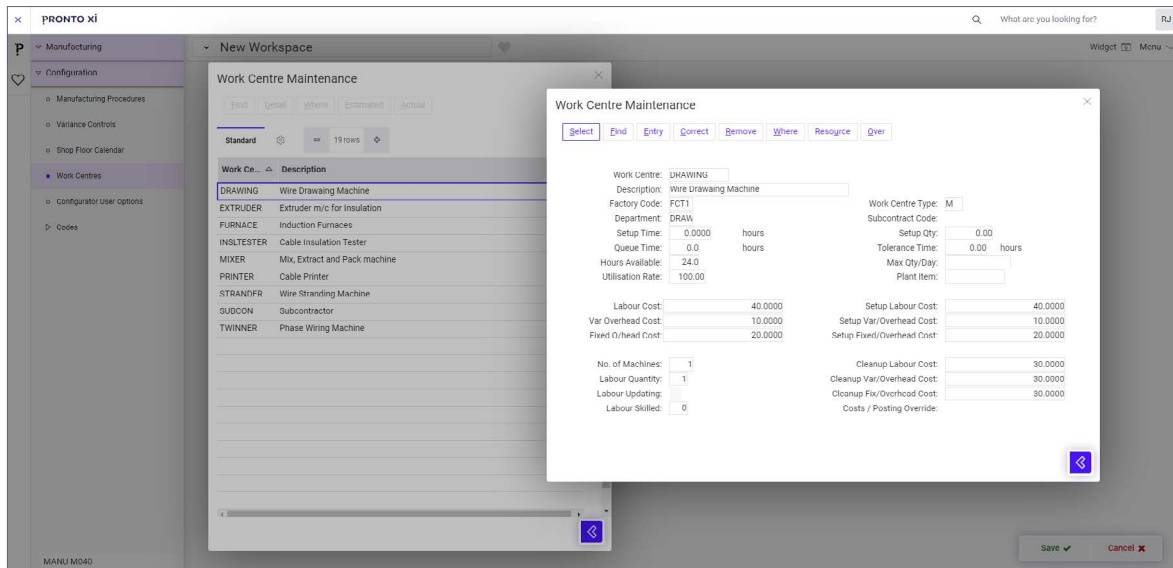 PRONTO XI What are you looking for? RJ
Manufacturing
New Workspace
Widget Menu
Configuration
Manufacturing Procedures
Variance Controls
Shop Floor Calendar
Work Centres
Configurator User Options
Codes
MANU M040
Work Centre Maintenance
Find Detail Where Estimated Actual
Standard 19 rows
Work Ce... Description
DRAWING Wire Drawaing Machine
EXTRUDER Extruder m/c for Insulation
FURNACE Induction Furnaces
INSLTESTER Cable Insulation Tester
MIXER Mix, Extract and Pack machine
PRINTER Cable Printer
STRANDER Wire Stranding Machine
SUBCON Subcontractor
TWINNER Phase Wiring Machine
Work Centre Maintenance
Select Find Entry Correct Remove Where Resource Over
Work Centre: DRAWING
Description: Wire Drawaing Machine
Factory Code: FCT1 Work Centre Type: M
Department: DRAW Subcontract Code:
Setup Time: 0.0000 hours Setup Qty: 0.00
Queue Time: 0.0 hours Tolerance Time: 0.00 hours
Hours Available: 24.0 Max Qty/Day:
Utilisation Rate: 100.00 Plant Item:
Labour Cost: 40.0000 Setup Labour Cost: 40.0000
Var Overhead Cost: 10.0000 Setup Var/Overhead Cost: 10.0000
Fixed O/head Cost: 20.0000 Setup Fixed/Overhead Cost: 20.0000
No. of Machines: 1 Cleanup Labour Cost: 30.0000
Labour Quantity: 1 Cleanup Var/Overhead Cost: 30.0000
Labour Updating: Cleanup Fix/Overhead Cost: 30.0000
Labour Skilled: 0 Costs / Posting Override:
Save Cancel